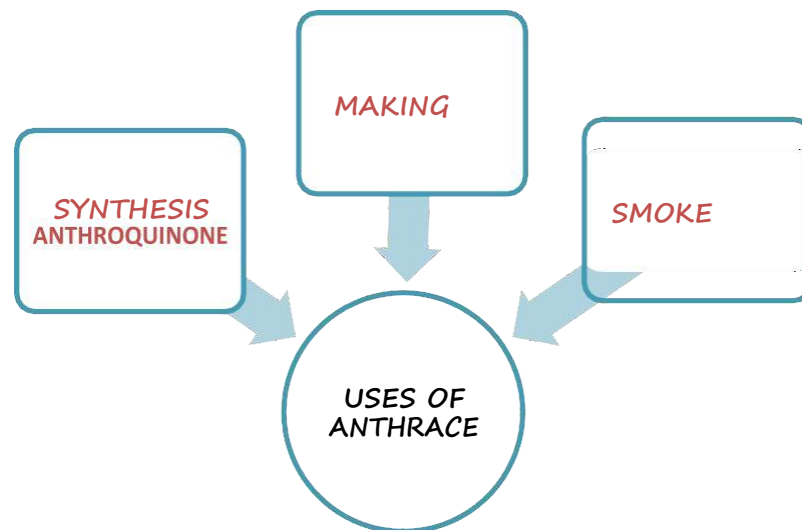 MAKING
SYNTHESIS
ANTHROQUINONE
SMOKE
USES OF
ANTHRACE